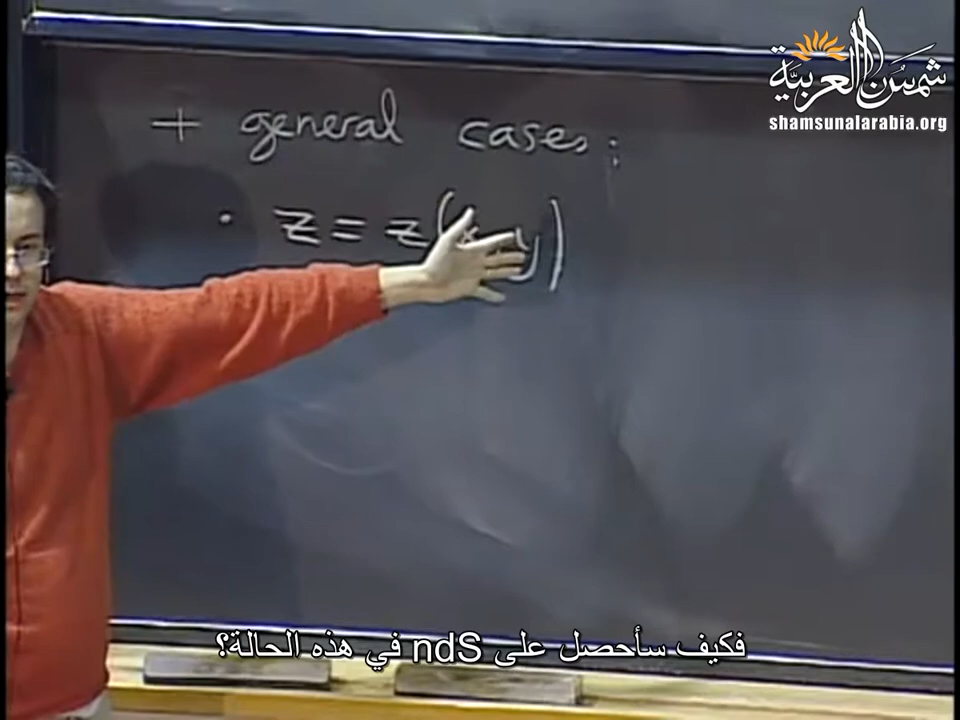 شمس العربية
shamsunalarabia.org
+ general cases:
· z = z(x, y)
فكيف سأحصل على ndS في هذه الحالة؟